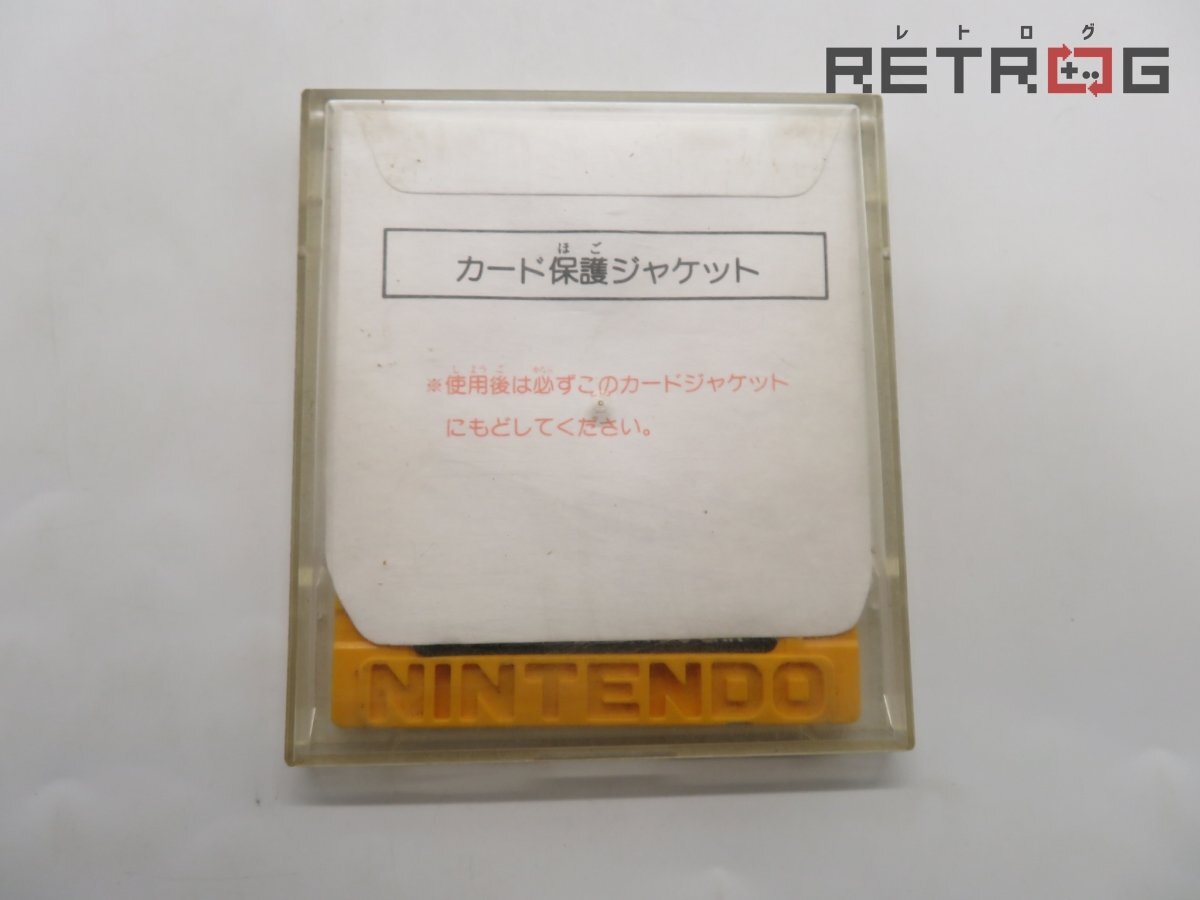 レトログ
RETROG
ほご
カード保護ジャケット
しようご かなら
※使用後は必ずこのカードジャケット
にもどしてください。
NINTENDO